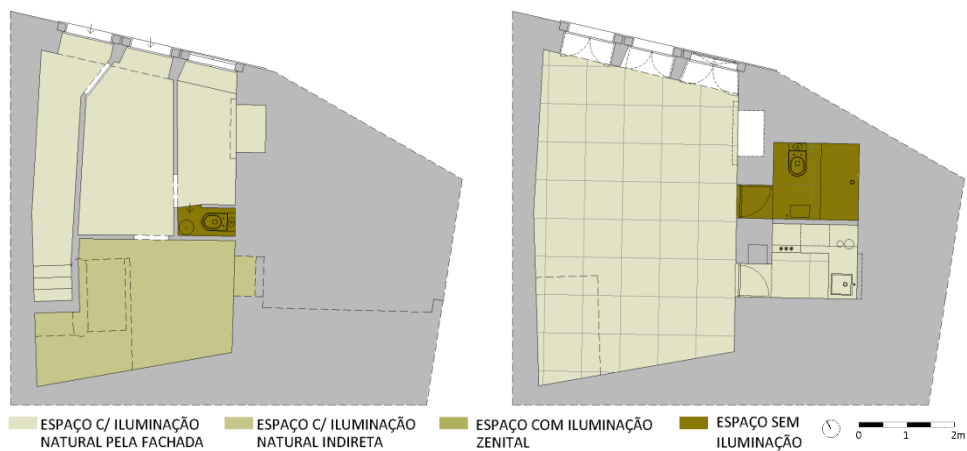 ESPAÇO C/ ILUMINAÇÃO
NATURAL PELA FACHADA
ESPAÇO C/ ILUMINAÇÃO
NATURAL INDIRETA
ESPAÇO COM ILUMINAÇÃO
ZENITAL
ESPAÇO SEM
ILUMINAÇÃO
0 1 2m